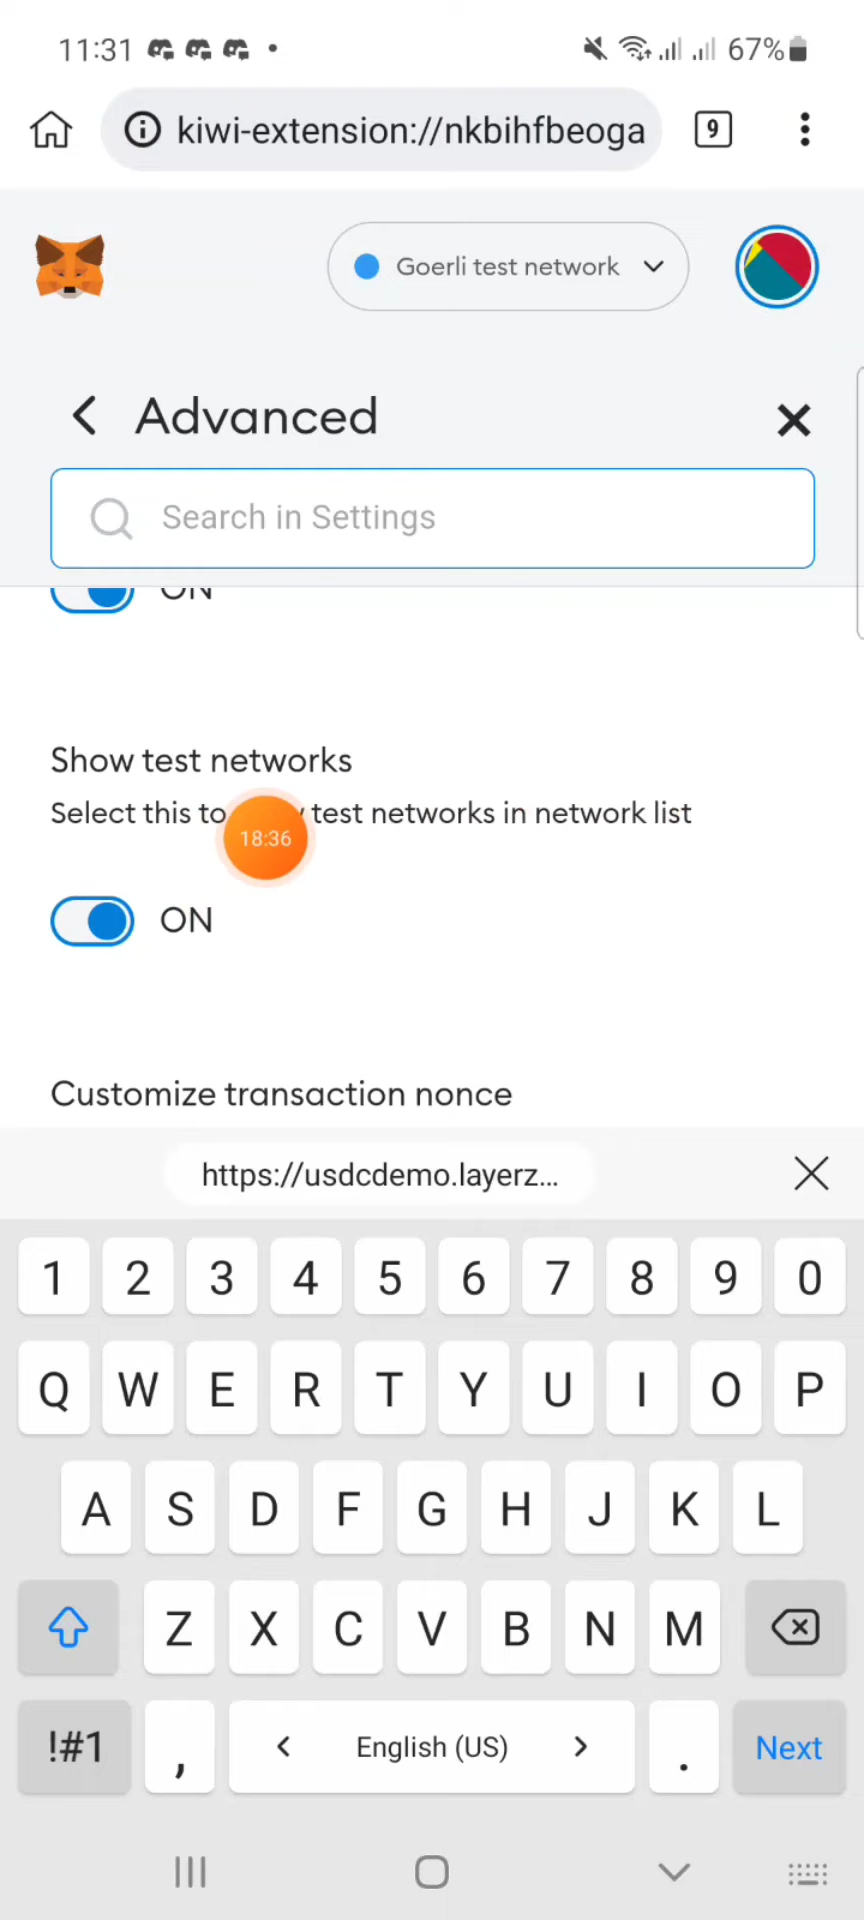 11:31
67%
kiwi-extension://nkbihfbeoga
9
Goerli test network
Advanced
Search in Settings
ON
Show test networks
Select this to test networks in network list
18:36
ON
Customize transaction nonce
https://usdcdemo.layerz...
1 2 3 4 5 6 7 8 9 0
Q W E R T Y U I O P
A S D F G H J K L
Z X C V B N M
!#1 , < English (US) > . Next